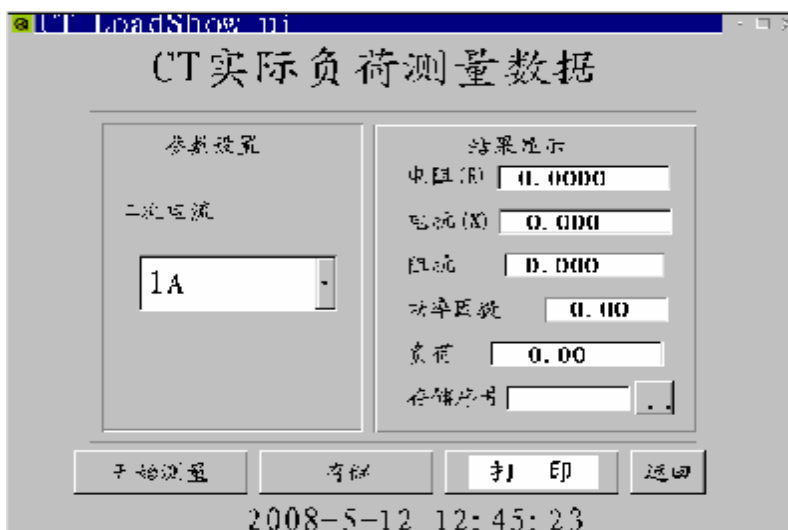 CT LoadShow ui
CT实际负荷测量数据
参数设置
二次电流
1A
结果显示
电阻(R) 0.0000
电抗(X) 0.000
阻抗 0.000
功率因数 0.00
负荷 0.00
存储序号 ..
开始测量 存储 打 印 返回
2008-5-12 12:45:23